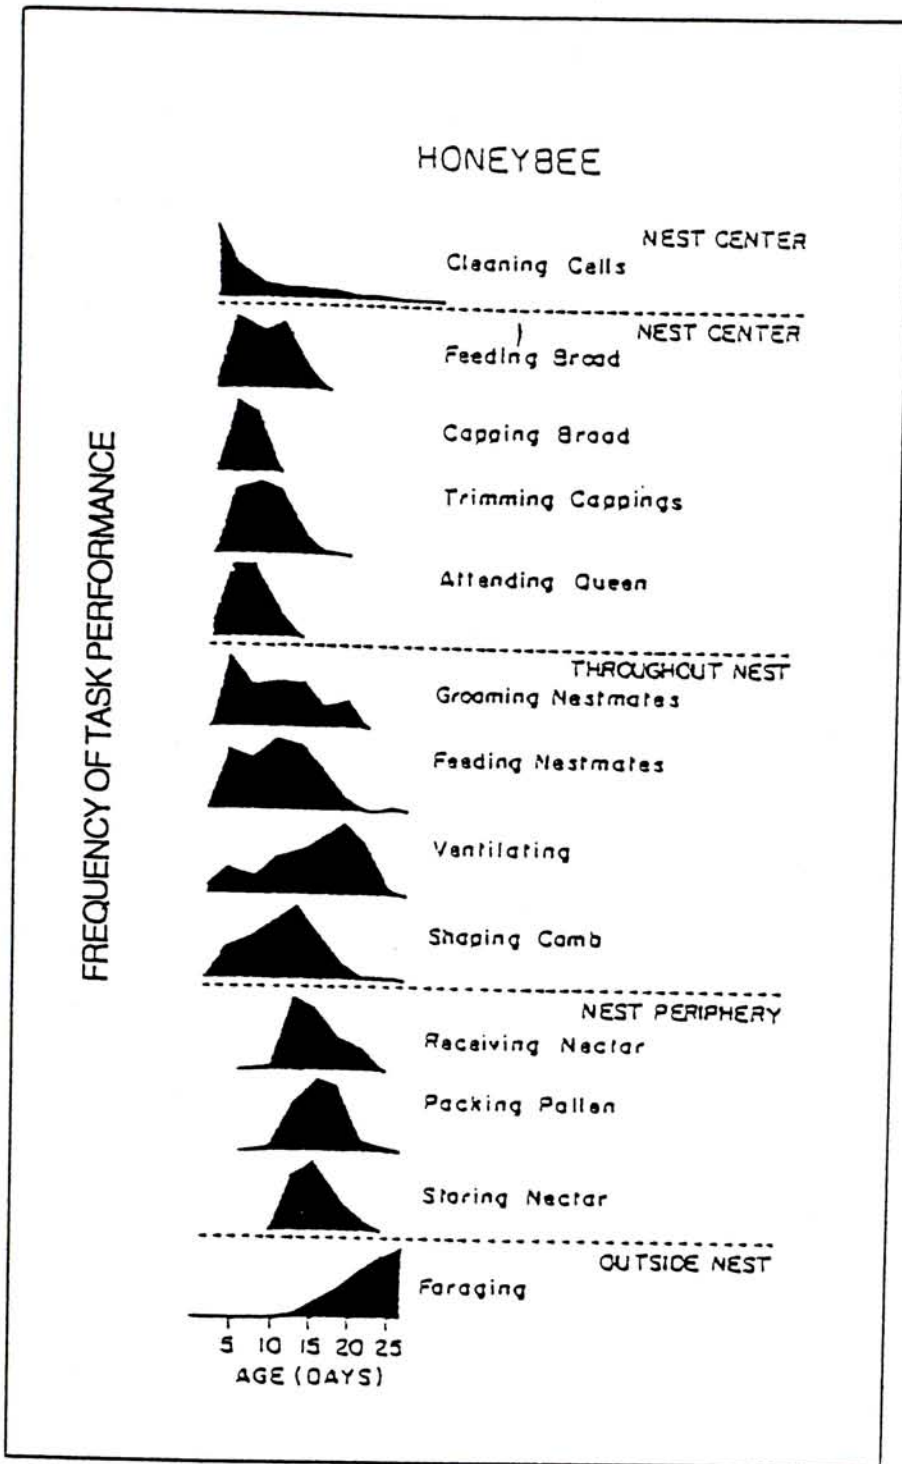 HONEYBEE
NEST CENTER
Cleaning Cells
NEST CENTER
Feeding Brood
Capping Brood
Trimming Cappings
Attending Queen
THROUGHOUT NEST
Grooming Nestmates
Feeding Nestmates
Ventilating
Shaping Comb
NEST PERIPHERY
Receiving Nectar
Packing Pollen
Storing Nectar
OUTSIDE NEST
Foraging
5 10 15 20 25
AGE (DAYS)
FREQUENCY OF TASK PERFORMANCE